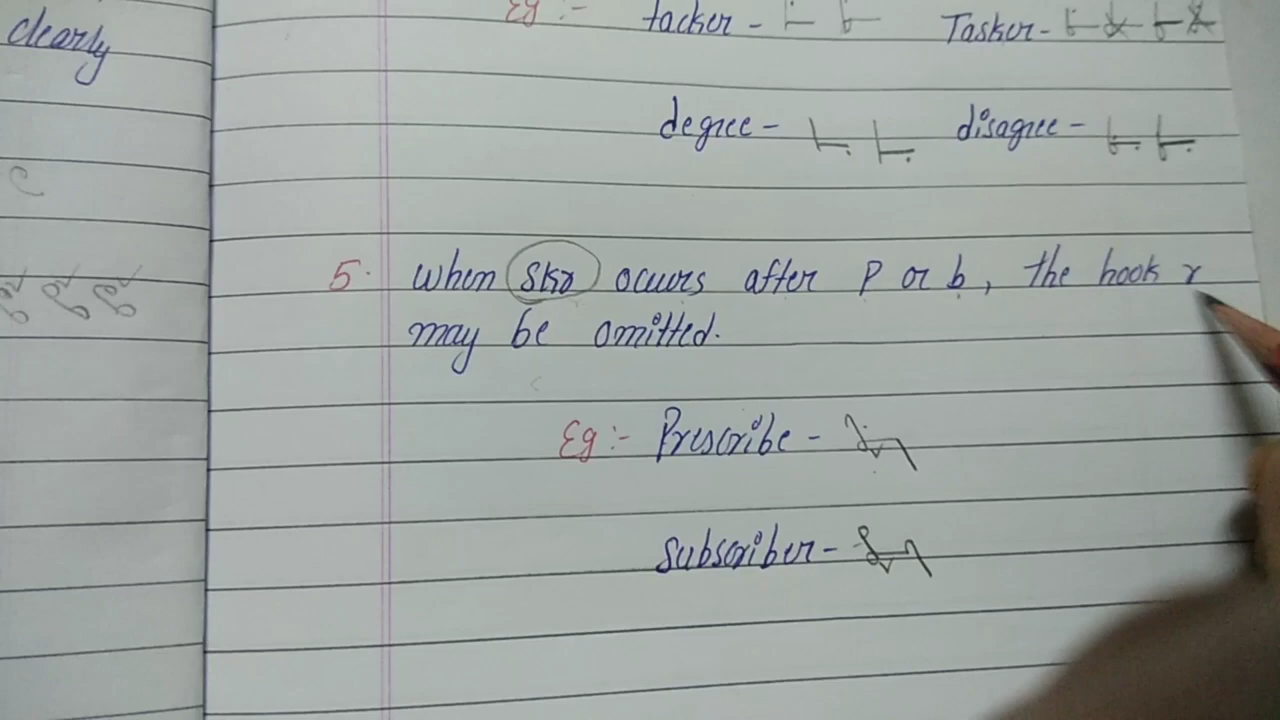 clearly
Eg :- tacker - Tasker -
degree - disagree -
5. When Skr occurs after P or b, the hook r
may be omitted.
Eg :- Prescribe -
Subscriber -